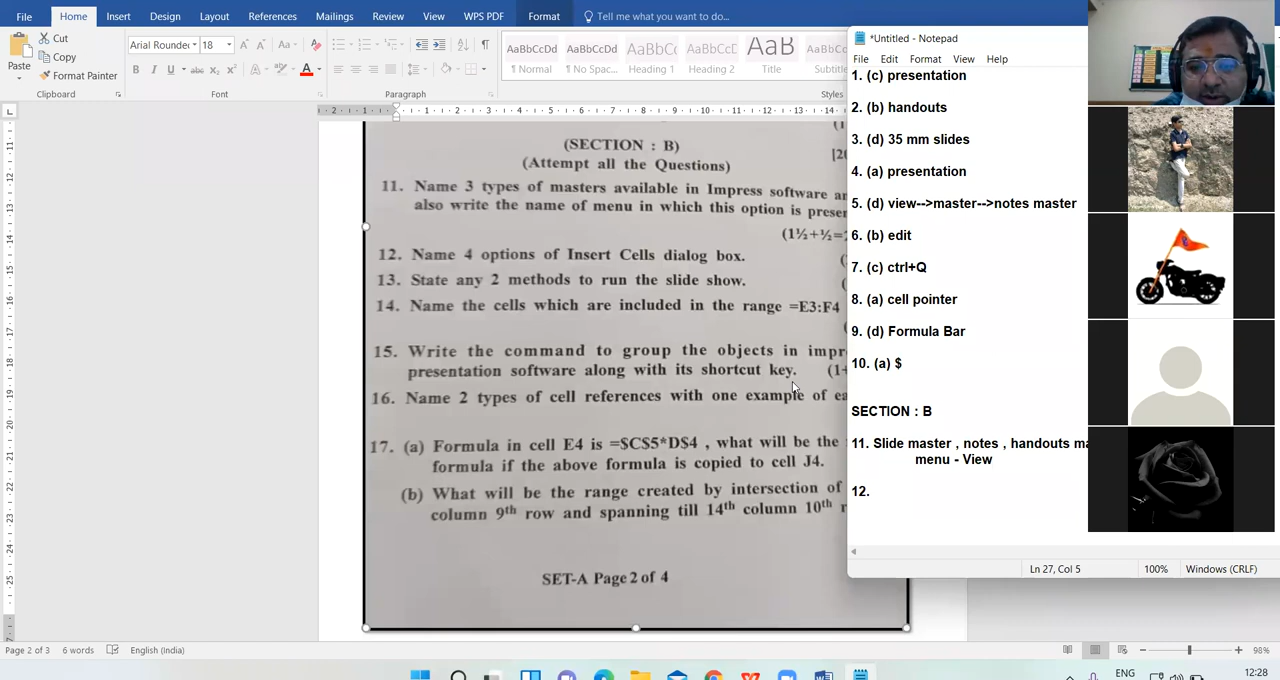 File Home Insert Design Layout References Mailings Review View WPS PDF Format Tell me what you want to do...
Paste
Cut
Copy
Format Painter
Clipboard
Arial Rounde 18
Font
Paragraph
AaBbCcDd AaBbCcDd AaBbC AaBbCcD AaB AaBbCc
¶ Normal ¶ No Spac... Heading 1 Heading 2 Title Subtitle
Styles
(SECTION : B)
(Attempt all the Questions)
[20
11. Name 3 types of masters available in Impress software an
also write the name of menu in which this option is presen
(1½+½=
12. Name 4 options of Insert Cells dialog box.
13. State any 2 methods to run the slide show.
14. Name the cells which are included in the range =E3:F4
15. Write the command to group the objects in impr
presentation software along with its shortcut key. (1+
16. Name 2 types of cell references with one example of ea
17. (a) Formula in cell E4 is =$C$5*D$4 , what will be the
formula if the above formula is copied to cell J4.
(b) What will be the range created by intersection of
column 9th row and spanning till 14th column 10th r
SET-A Page 2 of 4
*Untitled - Notepad
File Edit Format View Help
1. (c) presentation
2. (b) handouts
3. (d) 35 mm slides
4. (a) presentation
5. (d) view-->master-->notes master
6. (b) edit
7. (c) ctrl+Q
8. (a) cell pointer
9. (d) Formula Bar
10. (a) $
SECTION : B
11. Slide master , notes , handouts ma
menu - View
12.
Ln 27, Col 5 100% Windows (CRLF)
Page 2 of 3 6 words English (India) 98%
ENG 12:28